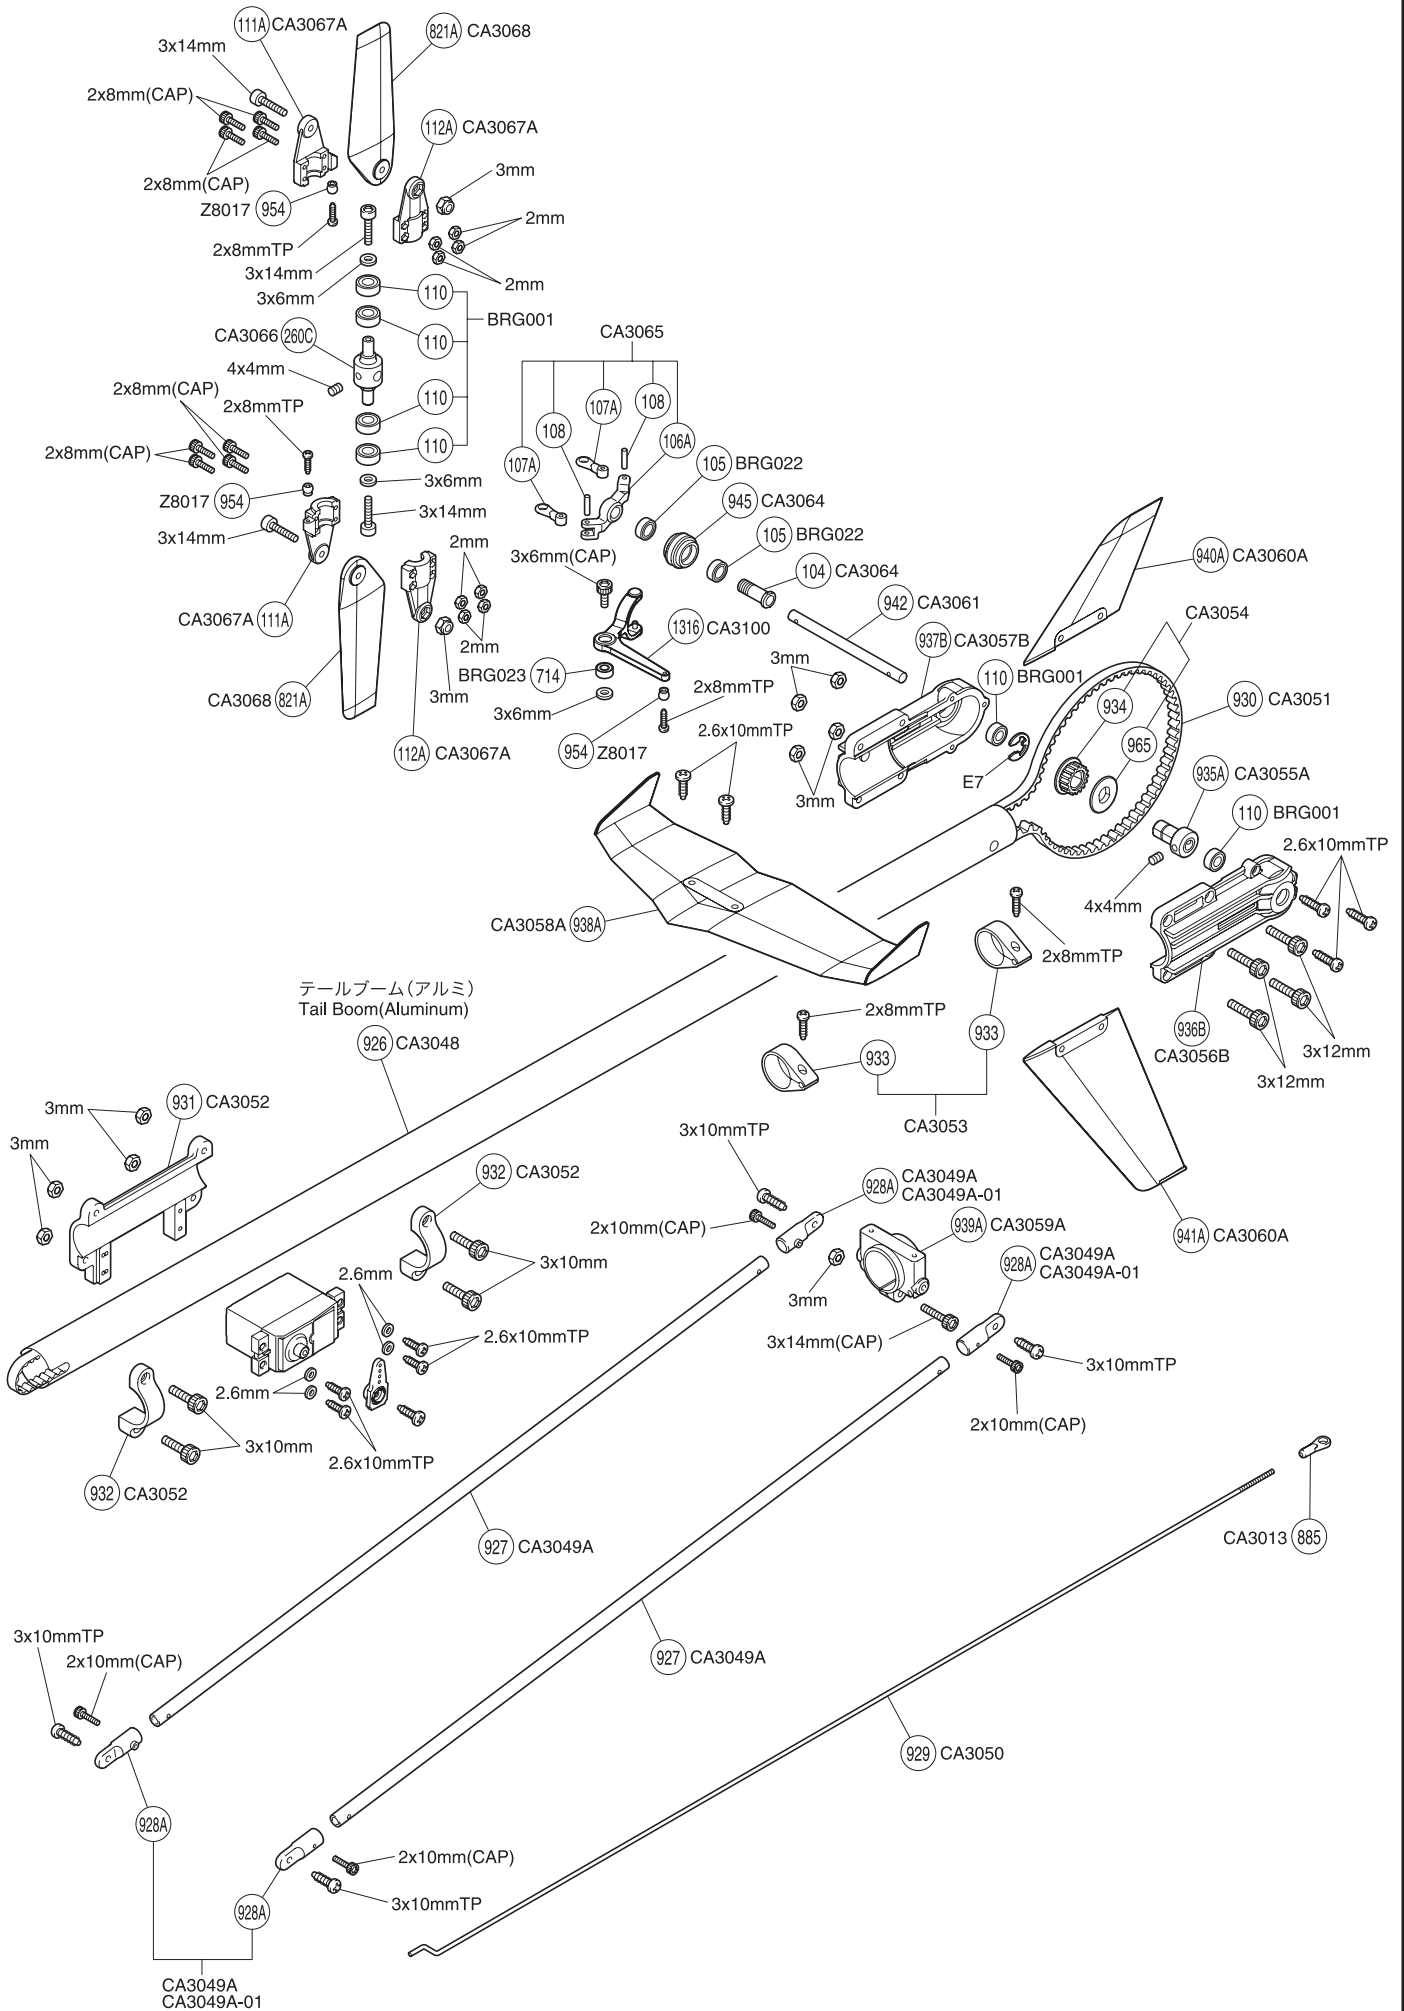 111A CA3067A
821A CA3068
3x14mm
2x8mm(CAP)
112A CA3067A
3mm
2x8mm(CAP)
Z8017 954
2mm
2x8mmTP
3x14mm
2mm
3x6mm
110
BRG001
CA3066 260C
110
CA3065
4x4mm
2x8mm(CAP)
110
107A
108
2x8mmTP
108
106A
2x8mm(CAP)
110
107A
105 BRG022
3x6mm
Z8017 954
945 CA3064
3x14mm
3x14mm
105 BRG022
2mm
3x6mm(CAP)
940A CA3060A
104 CA3064
942 CA3061
CA3067A 111A
1316 CA3100
937B CA3057B
CA3054
2mm
3mm
110 BRG001
BRG023 714
CA3068 821A
3mm
2x8mmTP
934
930 CA3051
3x6mm
2.6x10mmTP
965
112A CA3067A
954 Z8017
935A CA3055A
E7
3mm
110 BRG001
2.6x10mmTP
4x4mm
CA3058A 938A
2x8mmTP
テールブーム(アルミ)
Tail Boom(Aluminum)
2x8mmTP
933
936B
CA3056B
926 CA3048
933
3x12mm
3x12mm
931 CA3052
3mm
CA3053
3x10mmTP
3mm
932 CA3052
928A CA3049A
CA3049A-01
2x10mm(CAP)
939A CA3059A
941A CA3060A
928A CA3049A
CA3049A-01
3x10mm
2.6mm
3mm
2.6x10mmTP
3x14mm(CAP)
3x10mmTP
2.6mm
2x10mm(CAP)
3x10mm
2.6x10mmTP
932 CA3052
CA3013 885
927 CA3049A
3x10mmTP
2x10mm(CAP)
927 CA3049A
929 CA3050
928A
2x10mm(CAP)
3x10mmTP
928A
CA3049A
CA3049A-01